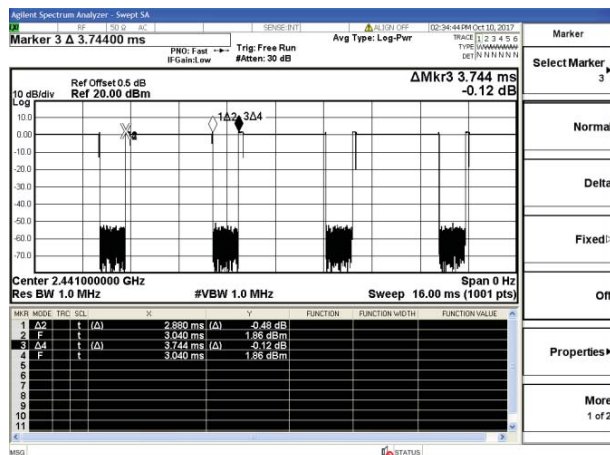 Agilent Spectrum Analyzer - Swept SA
RF 50 Ω AC SENSE:INT ALIGN OFF 02:34:44 PM Oct 10, 2017
Marker 3 Δ 3.74400 ms
PNO: Fast
IFGain:Low
Trig: Free Run
#Atten: 30 dB
Avg Type: Log-Pwr
TRACE 1 2 3 4 5 6
TYPE
DET N N N N N N
Marker
Select Marker
3
Normal
Delta
Fixed
Off
Properties
More
1 of 2
Ref Offset 0.5 dB
10 dB/div Ref 20.00 dBm
Log
ΔMkr3 3.744 ms
-0.12 dB
1Δ2 3Δ4
10.0
0.00
-10.0
-20.0
-30.0
-40.0
-50.0
-60.0
-70.0
Center 2.441000000 GHz Span 0 Hz
Res BW 1.0 MHz #VBW 1.0 MHz Sweep 16.00 ms (1001 pts)
MKR MODE TRC SCL X Y FUNCTION FUNCTION WIDTH FUNCTION VALUE
1 Δ2 t (Δ) 2.880 ms (Δ) -0.48 dB
2 F t 3.040 ms 1.86 dBm
3 Δ4 t (Δ) 3.744 ms (Δ) -0.12 dB
4 F t 3.040 ms 1.86 dBm
5
6
7
8
9
10
11
MSG STATUS